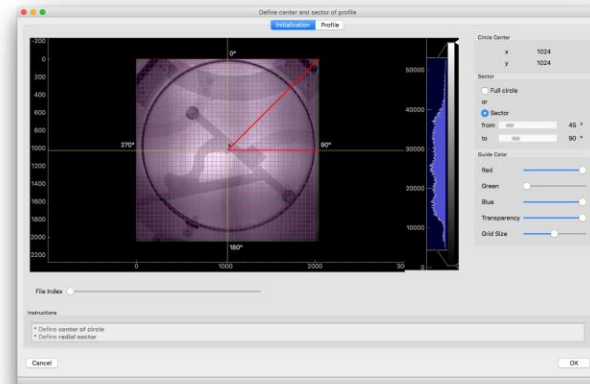 Define center and sector of profile
Initialization Profile
-200
0
200
400
600
800
1000
1200
1400
1600
1800
2000
2200
0°
270°
90°
180°
0 1000 2000 30
50000
40000
30000
20000
10000
0
Circle Center
x 1024
y 1024
Sector
Full circle
or
Sector
from 45 °
to 90 °
Guide Color
Red
Green
Blue
Transparency
Grid Size
File Index
Instructions
* Define center of circle
* Define radial sector
Cancel OK